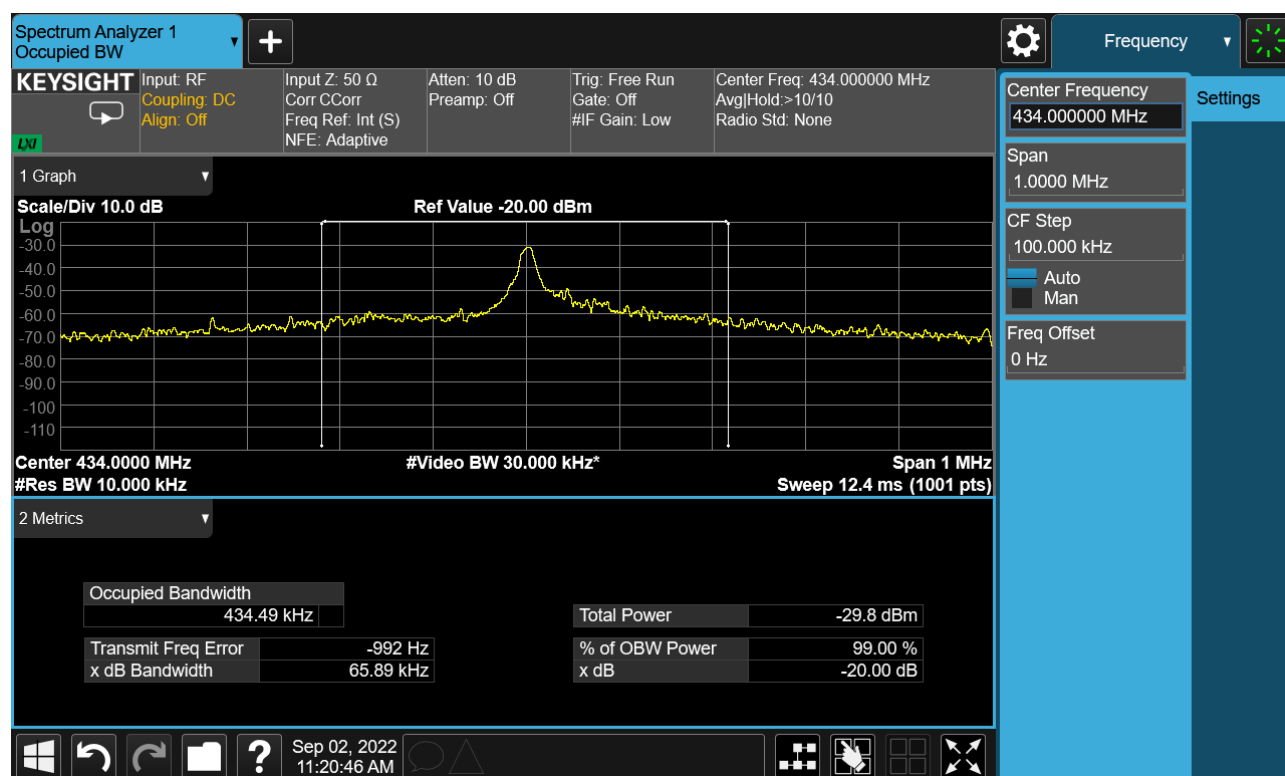 Spectrum Analyzer 1
Occupied BW
Frequency
KEYSIGHT
LXI
Input: RF
Coupling: DC
Align: Off
Input Z: 50 Ω
Corr CCorr
Freq Ref: Int (S)
NFE: Adaptive
Atten: 10 dB
Preamp: Off
Trig: Free Run
Gate: Off
#IF Gain: Low
Center Freq: 434.000000 MHz
Avg|Hold:>10/10
Radio Std: None
Center Frequency
434.000000 MHz
Settings
Span
1.0000 MHz
CF Step
100.000 kHz
Auto
Man
Freq Offset
0 Hz
1 Graph
Scale/Div 10.0 dB
Ref Value -20.00 dBm
Log
-30.0
-40.0
-50.0
-60.0
-70.0
-80.0
-90.0
-100
-110
Center 434.0000 MHz
#Video BW 30.000 kHz*
Span 1 MHz
#Res BW 10.000 kHz
Sweep 12.4 ms (1001 pts)
2 Metrics
Occupied Bandwidth
434.49 kHz
Total Power -29.8 dBm
Transmit Freq Error -992 Hz
% of OBW Power 99.00 %
x dB Bandwidth 65.89 kHz
x dB -20.00 dB
?
Sep 02, 2022
11:20:46 AM